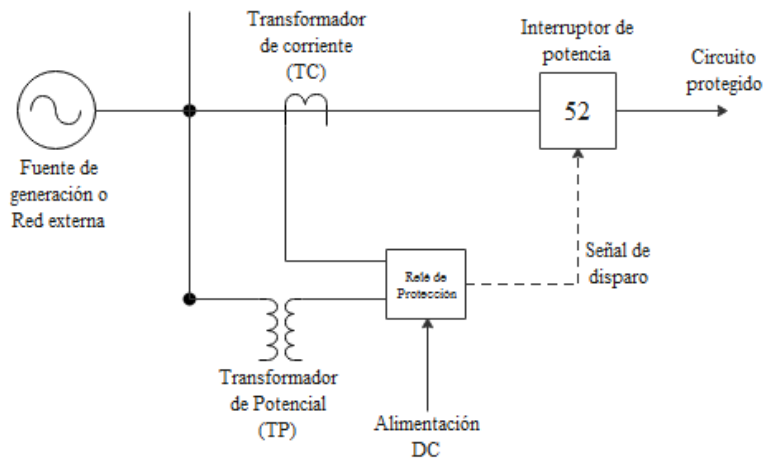 Transformador
de corriente
(TC)
Interruptor de
potencia
Circuito
protegido
52
Fuente de
generación o
Red externa
Relé de
Protección
Señal de
disparo
Transformador
de Potencial
(TP)
Alimentación
DC